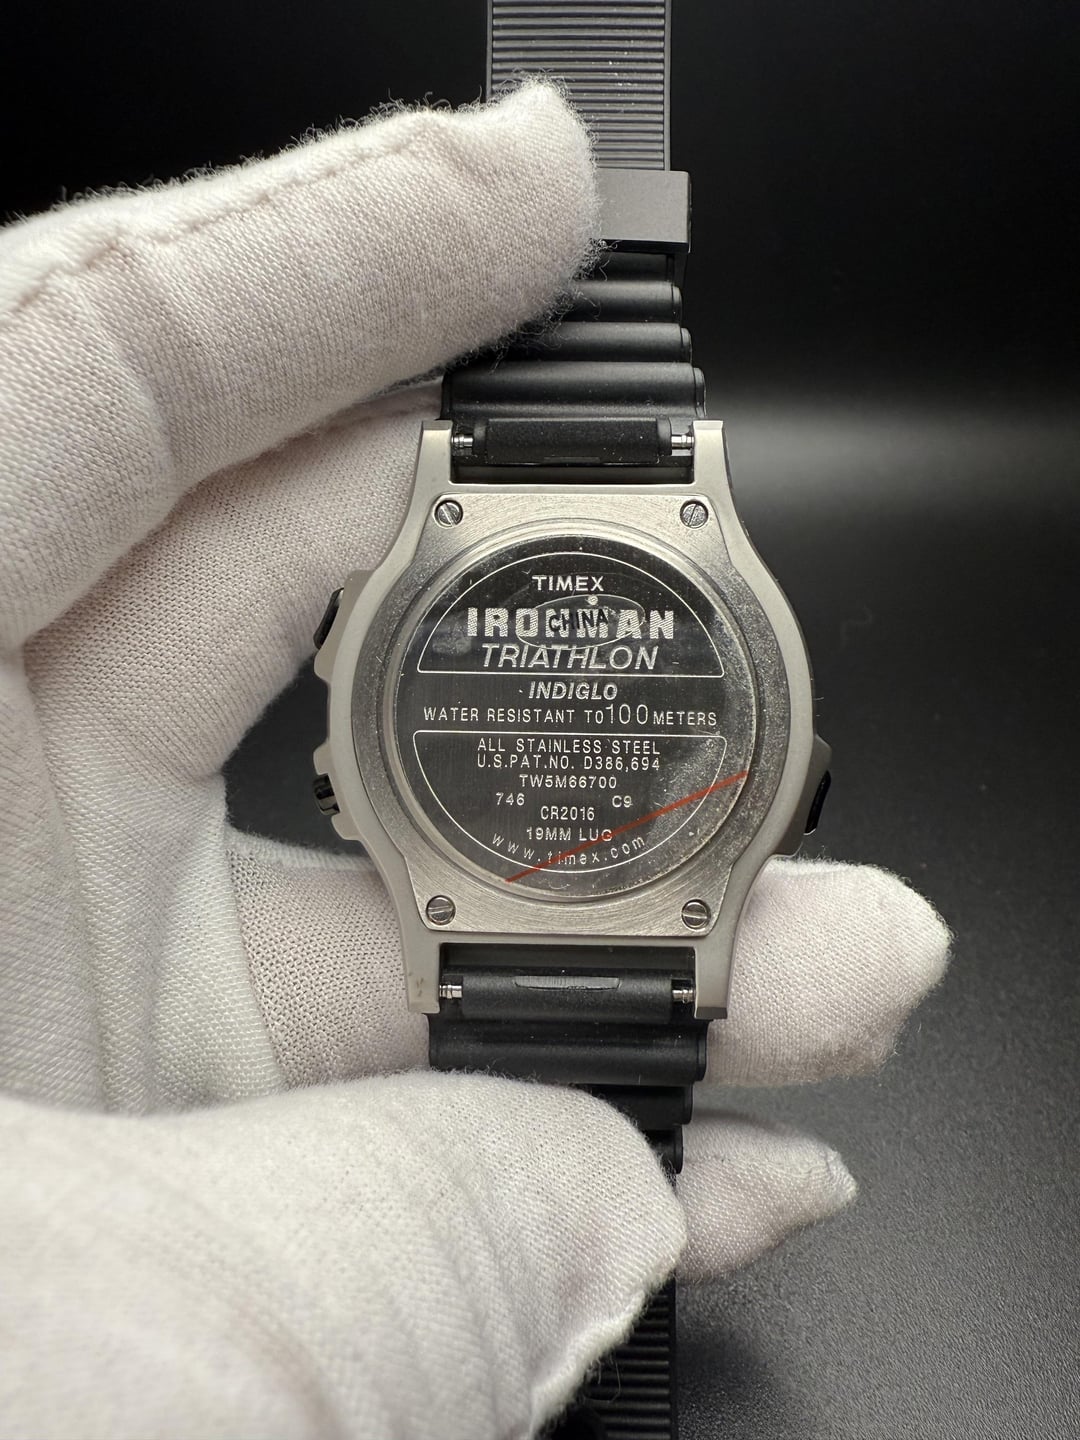 TIMEX
IRONMAN
CHINA
TRIATHLON
INDIGLO
WATER RESISTANT TO 100 METERS
ALL STAINLESS STEEL
U.S.PAT.NO. D386,694
TW5M66700
746 C9
CR2016
19MM LUG
www.timex.com